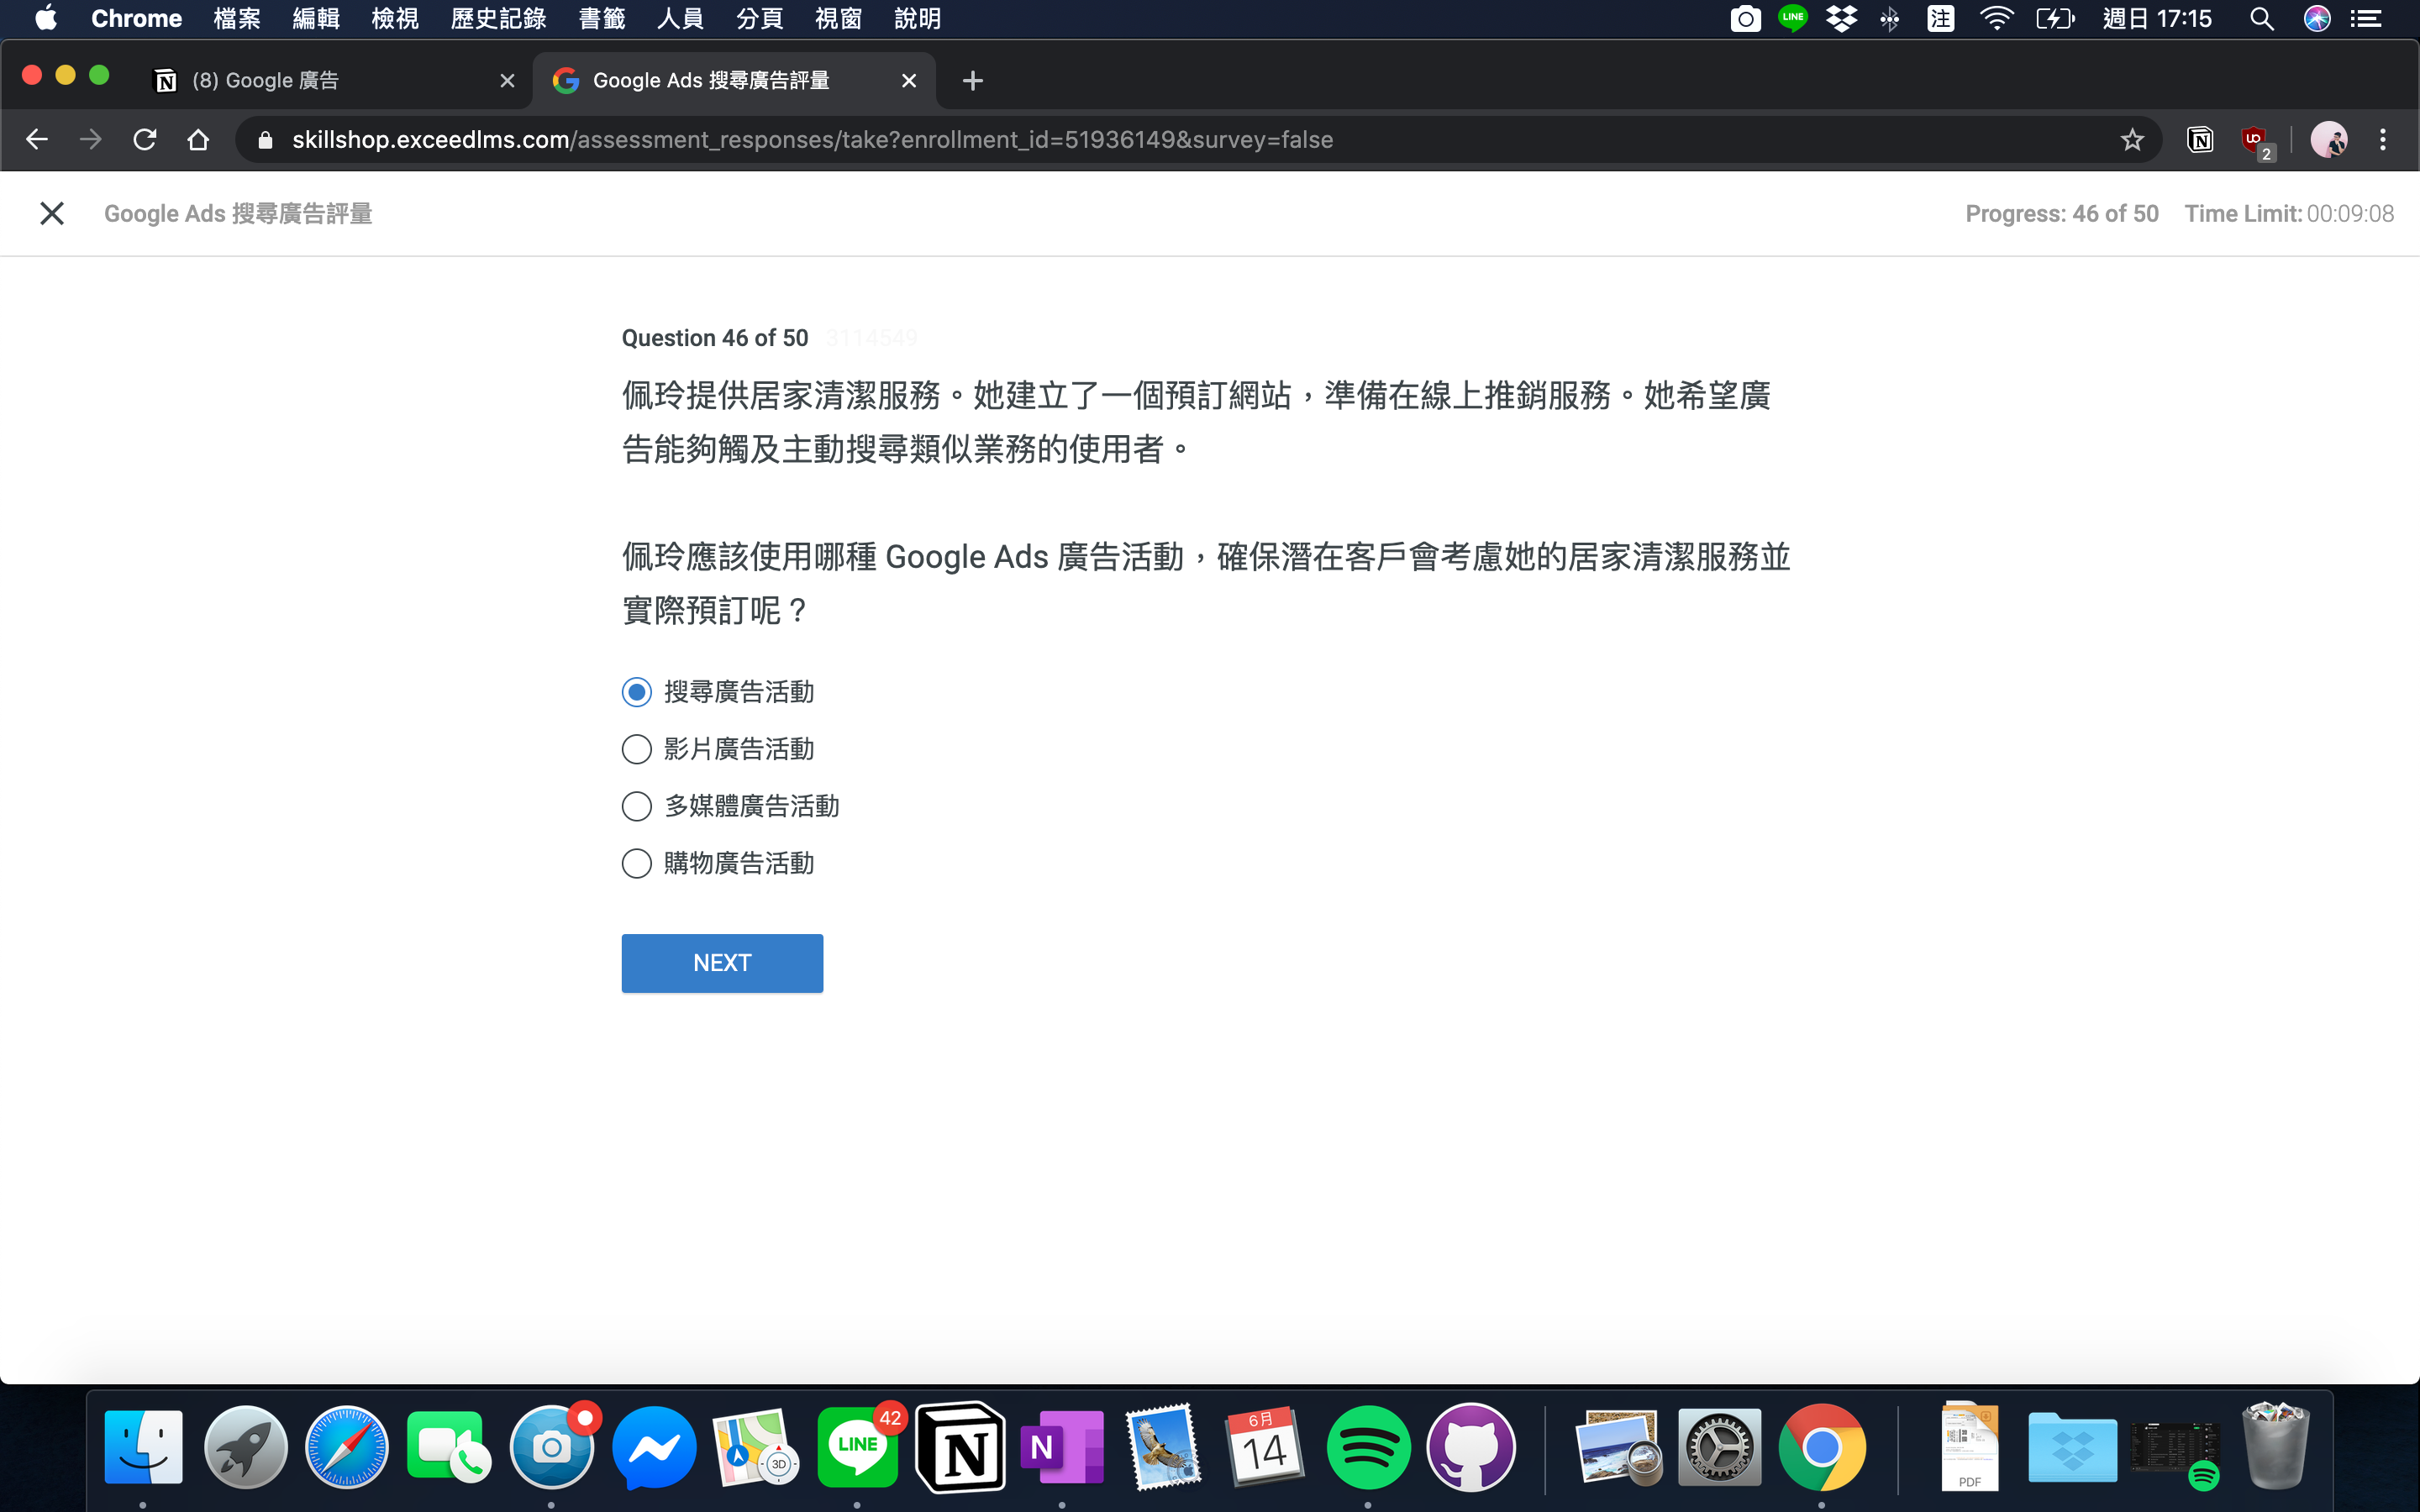 Chrome 檔案 編輯 檢視 歷史記錄 書籤 人員 分頁 視窗 說明 LINE 注 週日 17:15
(8) Google 廣告 Google Ads 搜尋廣告評量
skillshop.exceedlms.com/assessment_responses/take?enrollment_id=51936149&survey=false 2
Google Ads 搜尋廣告評量 Progress: 46 of 50 Time Limit: 00:09:08
Question 46 of 50 3114549
佩玲提供居家清潔服務。她建立了一個預訂網站，準備在線上推銷服務。她希望廣
告能夠觸及主動搜尋類似業務的使用者。
佩玲應該使用哪種 Google Ads 廣告活動，確保潛在客戶會考慮她的居家清潔服務並
實際預訂呢？
搜尋廣告活動
影片廣告活動
多媒體廣告活動
購物廣告活動
NEXT
3D LINE 42 N N 6月 14 PDF